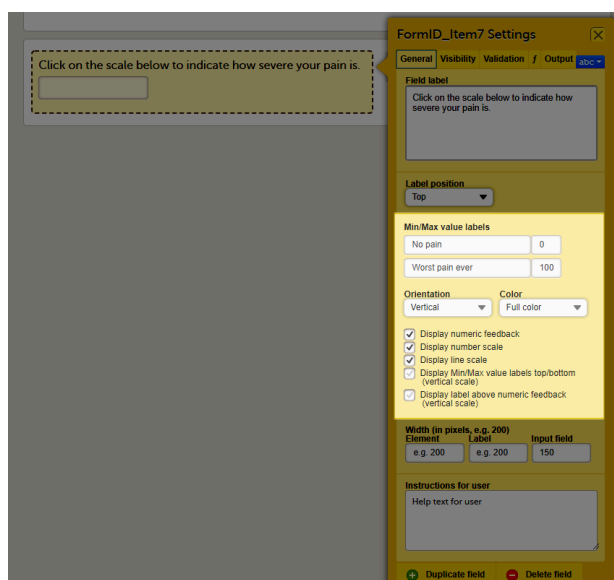 FormID_Item7 Settings
General Visibility Validation ƒ Output abc
Click on the scale below to indicate how severe your pain is.
Field label
Click on the scale below to indicate how
severe your pain is.
Label position
Top
Min/Max value labels
No pain 0
Worst pain ever 100
Orientation Color
Vertical Full color
Display numeric feedback
Display number scale
Display line scale
Display Min/Max value labels top/bottom
(vertical scale)
Display label above numeric feedback
(vertical scale)
Width (in pixels, e.g. 200)
Element Label Input field
e.g. 200 e.g. 200 150
Instructions for user
Help text for user
Duplicate field Delete field